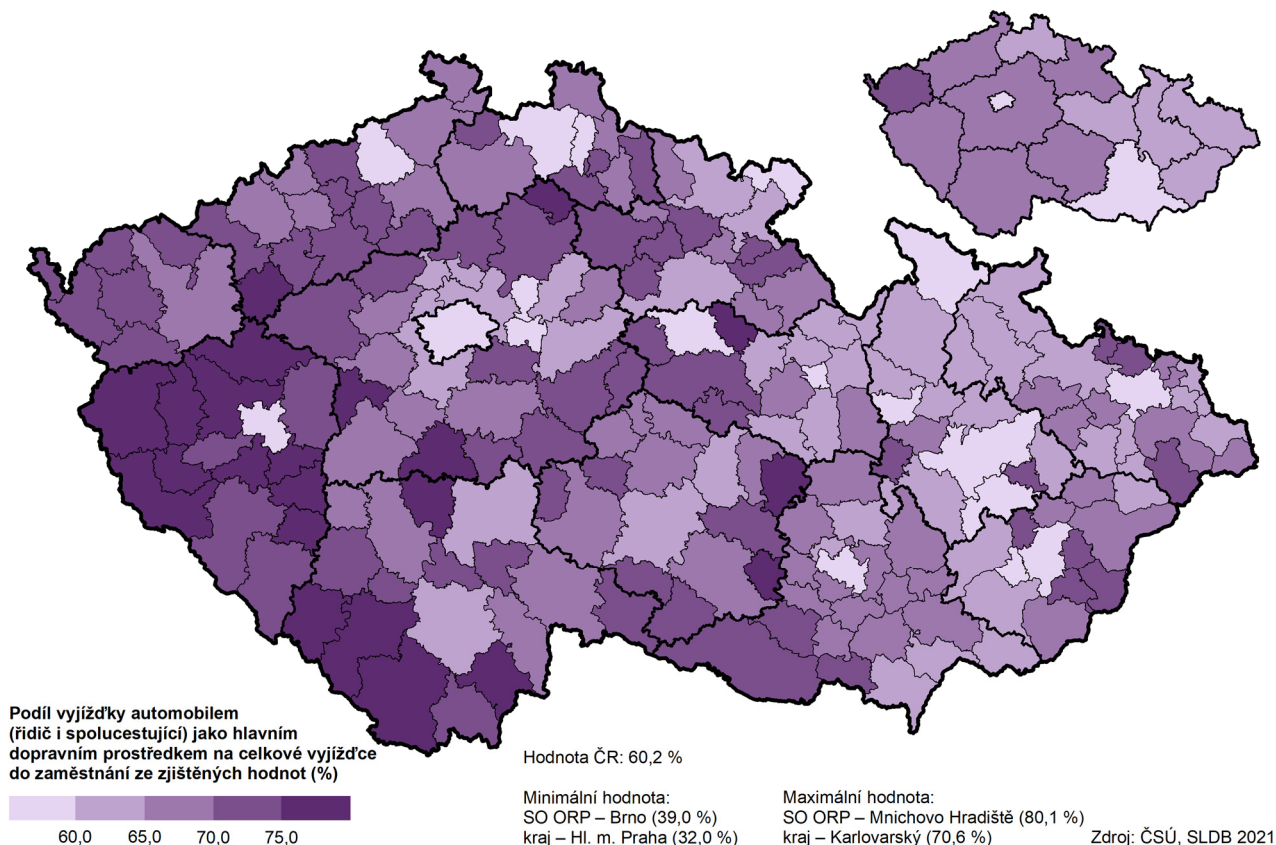 Podíl vyjížďky automobilem
(řidič i spolucestující) jako hlavním
dopravním prostředkem na celkové vyjížďce
do zaměstnání ze zjištěných hodnot (%)
60,0 65,0 70,0 75,0
Hodnota ČR: 60,2 %
Minimální hodnota:
SO ORP – Brno (39,0 %)
kraj – Hl. m. Praha (32,0 %)
Maximální hodnota:
SO ORP – Mnichovo Hradiště (80,1 %)
kraj – Karlovarský (70,6 %)
Zdroj: ČSÚ, SLDB 2021